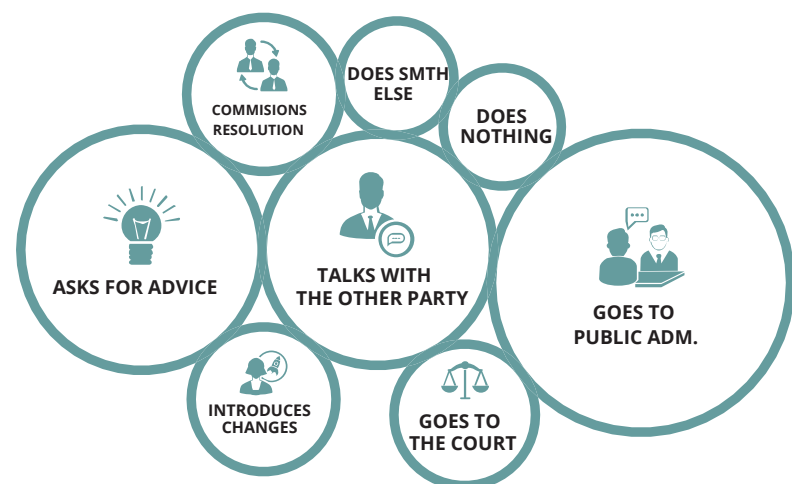 COMMISIONS
RESOLUTION
DOES SMTH
ELSE
DOES
NOTHING
ASKS FOR ADVICE
TALKS WITH
THE OTHER PARTY
GOES TO
PUBLIC ADM.
INTRODUCES
CHANGES
GOES TO
THE COURT